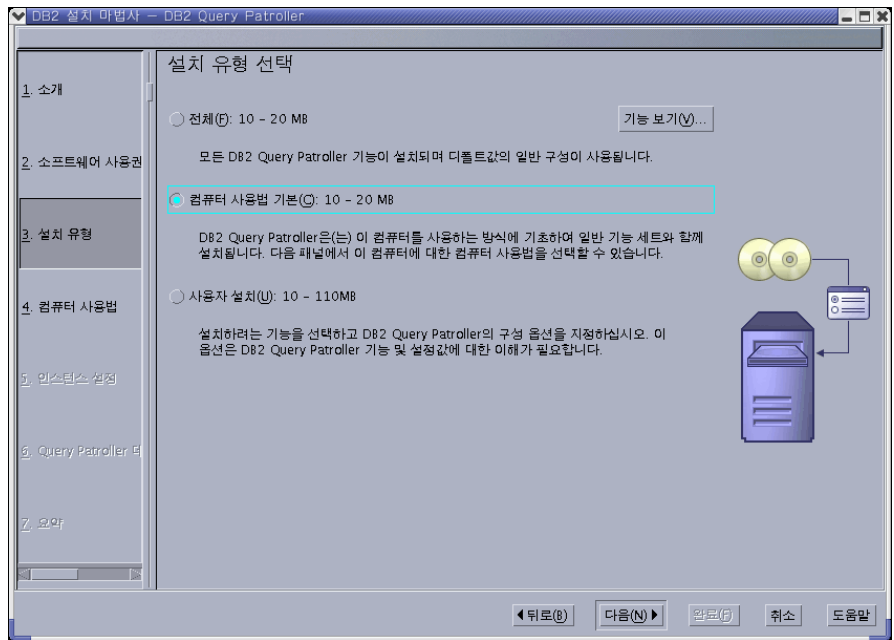 DB2 설치 마법사 - DB2 Query Patroller
1. 소개
2. 소프트웨어 사용권
3. 설치 유형
4. 컴퓨터 사용법
5. 인스턴스 설정
6. Query Patroller 데
7. 요약
설치 유형 선택
전체(F): 10 - 20 MB
기능 보기(V)...
모든 DB2 Query Patroller 기능이 설치되며 디폴트값의 일반 구성이 사용됩니다.
컴퓨터 사용법 기본(C): 10 - 20 MB
DB2 Query Patroller은(는) 이 컴퓨터를 사용하는 방식에 기초하여 일반 기능 세트와 함께
설치됩니다. 다음 패널에서 이 컴퓨터에 대한 컴퓨터 사용법을 선택할 수 있습니다.
사용자 설치(U): 10 - 110MB
설치하려는 기능을 선택하고 DB2 Query Patroller의 구성 옵션을 지정하십시오. 이
옵션은 DB2 Query Patroller 기능 및 설정값에 대한 이해가 필요합니다.
뒤로(B)
다음(N)
완료(F)
취소
도움말